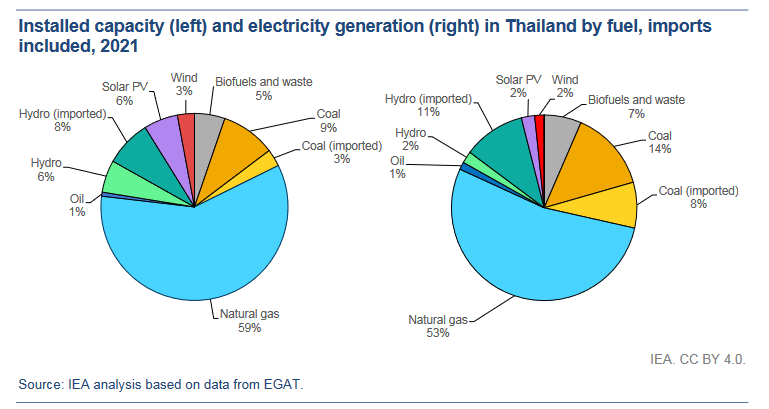 Installed capacity (left) and electricity generation (right) in Thailand by fuel, imports
included, 2021
Wind
3%
Solar PV
6%
Biofuels and waste
5%
Hydro (imported)
8%
Coal
9%
Coal (imported)
3%
Hydro
6%
Oil
1%
Natural gas
59%
Solar PV
2%
Wind
2%
Hydro (imported)
11%
Biofuels and waste
7%
Hydro
2%
Coal
14%
Oil
1%
Coal (imported)
8%
Natural gas
53%
IEA. CC BY 4.0.
Source: IEA analysis based on data from EGAT.